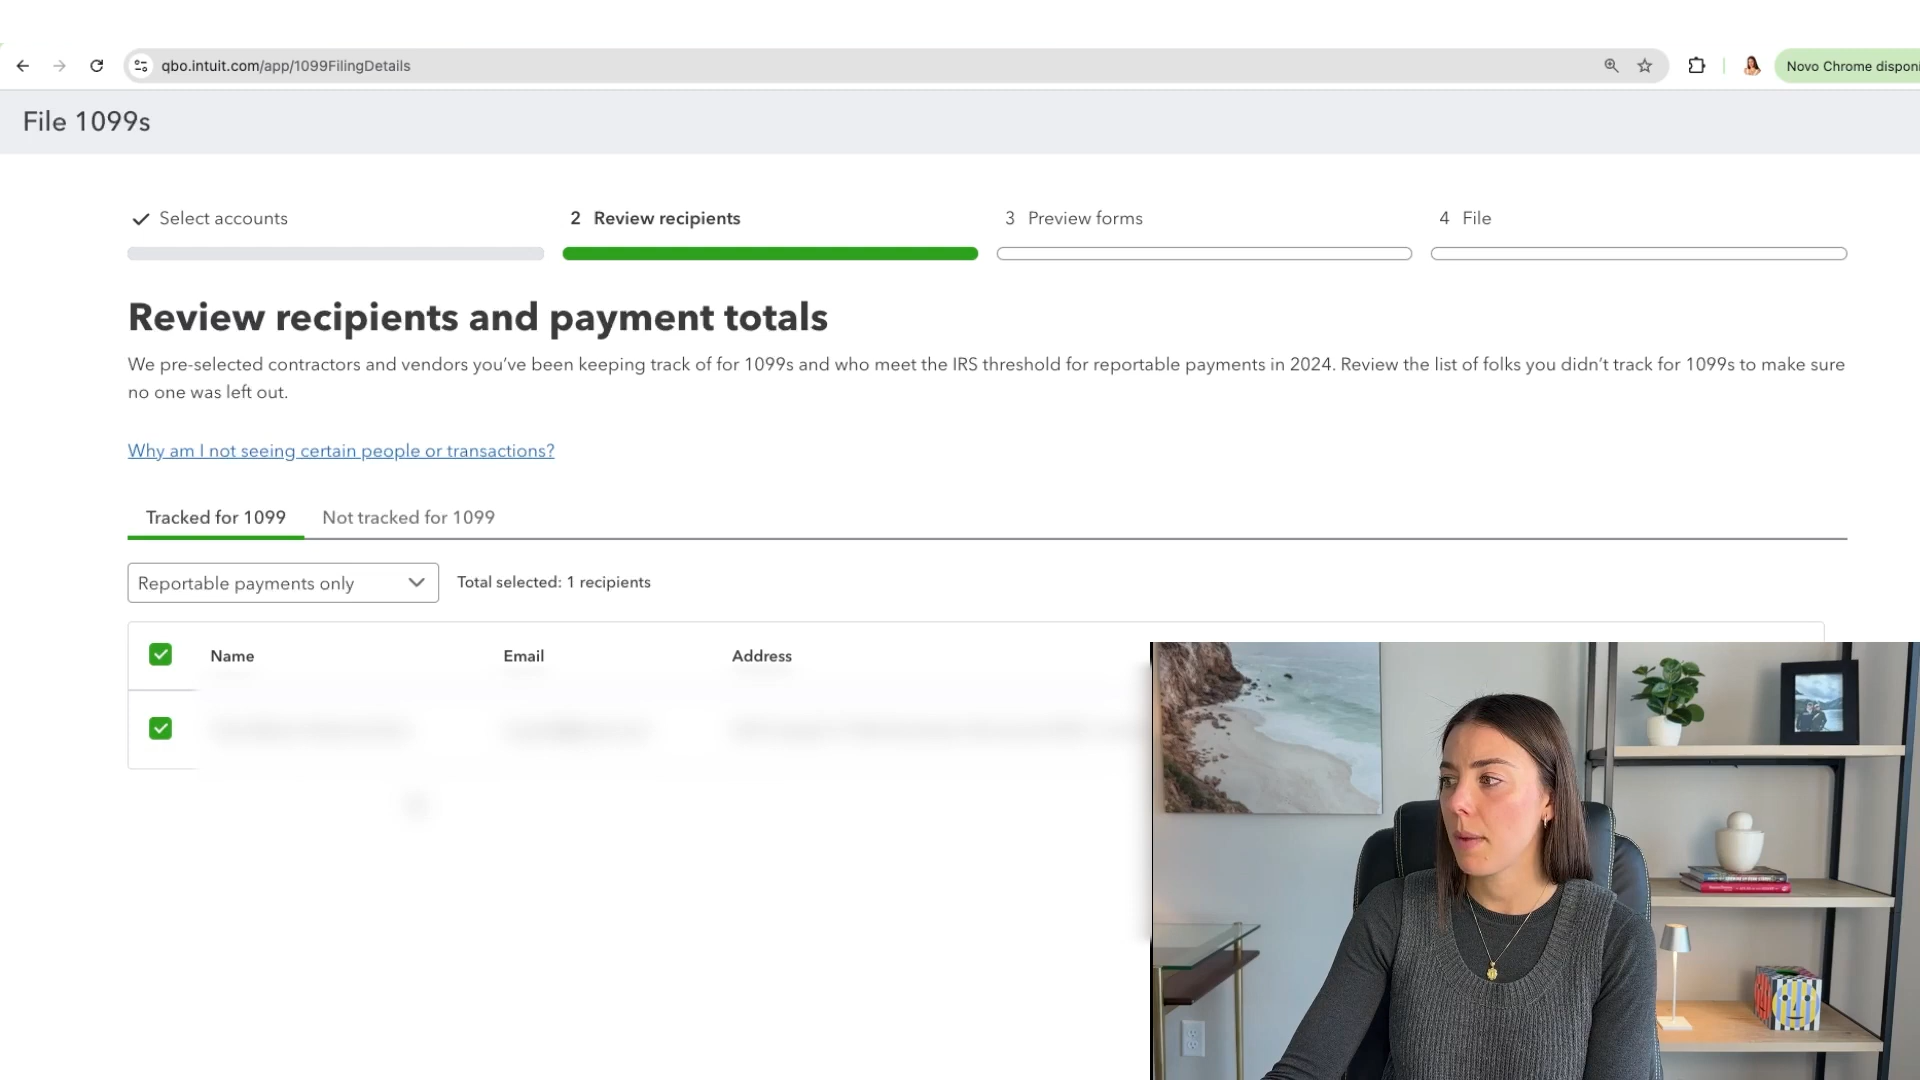 qbo.intuit.com/app/1099FilingDetails
Novo Chrome disponí
File 1099s
Select accounts
2 Review recipients
3 Preview forms
4 File
Review recipients and payment totals
We pre-selected contractors and vendors you’ve been keeping track of for 1099s and who meet the IRS threshold for reportable payments in 2024. Review the list of folks you didn’t track for 1099s to make sure
no one was left out.
Why am I not seeing certain people or transactions?
Tracked for 1099
Not tracked for 1099
Reportable payments only
Total selected: 1 recipients
Name
Email
Address